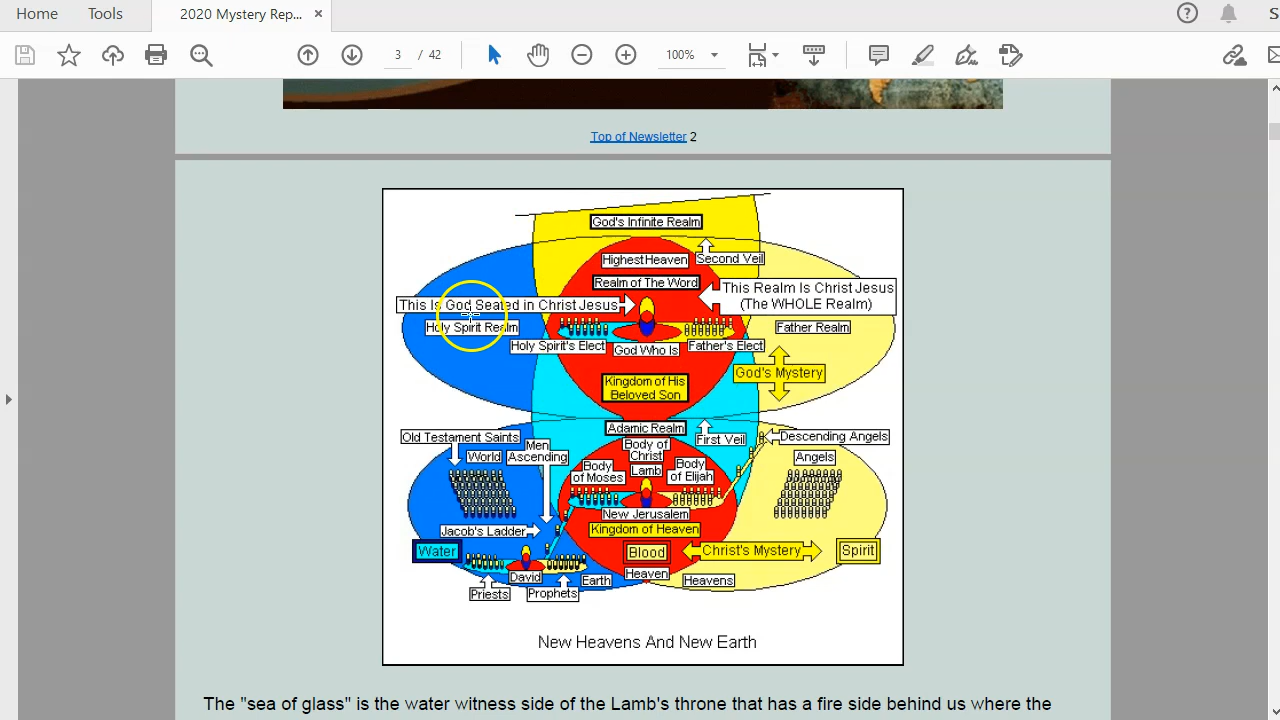 Home
Tools
2020 Mystery Rep...
3 / 42
100%
Top of Newsletter 2
God's Infinite Realm
Highest Heaven
Second Veil
Realm of The Word
This Realm Is Christ Jesus
(The WHOLE Realm)
This Is God Seated in Christ Jesus
Holy Spirit Realm
Father Realm
Holy Spirit's Elect
God Who Is
Father's Elect
God's Mystery
Kingdom of His
Beloved Son
Adamic Realm
Old Testament Saints
First Veil
Descending Angels
World
Men
Ascending
Body of
Christ
Lamb
Angels
Body
of Moses
Body
of Elijah
New Jerusalem
Jacob's Ladder
Kingdom of Heaven
Water
Blood
Christ's Mystery
Spirit
David
Earth
Heaven
Heavens
Priests
Prophets
New Heavens And New Earth
The "sea of glass" is the water witness side of the Lamb's throne that has a fire side behind us where the